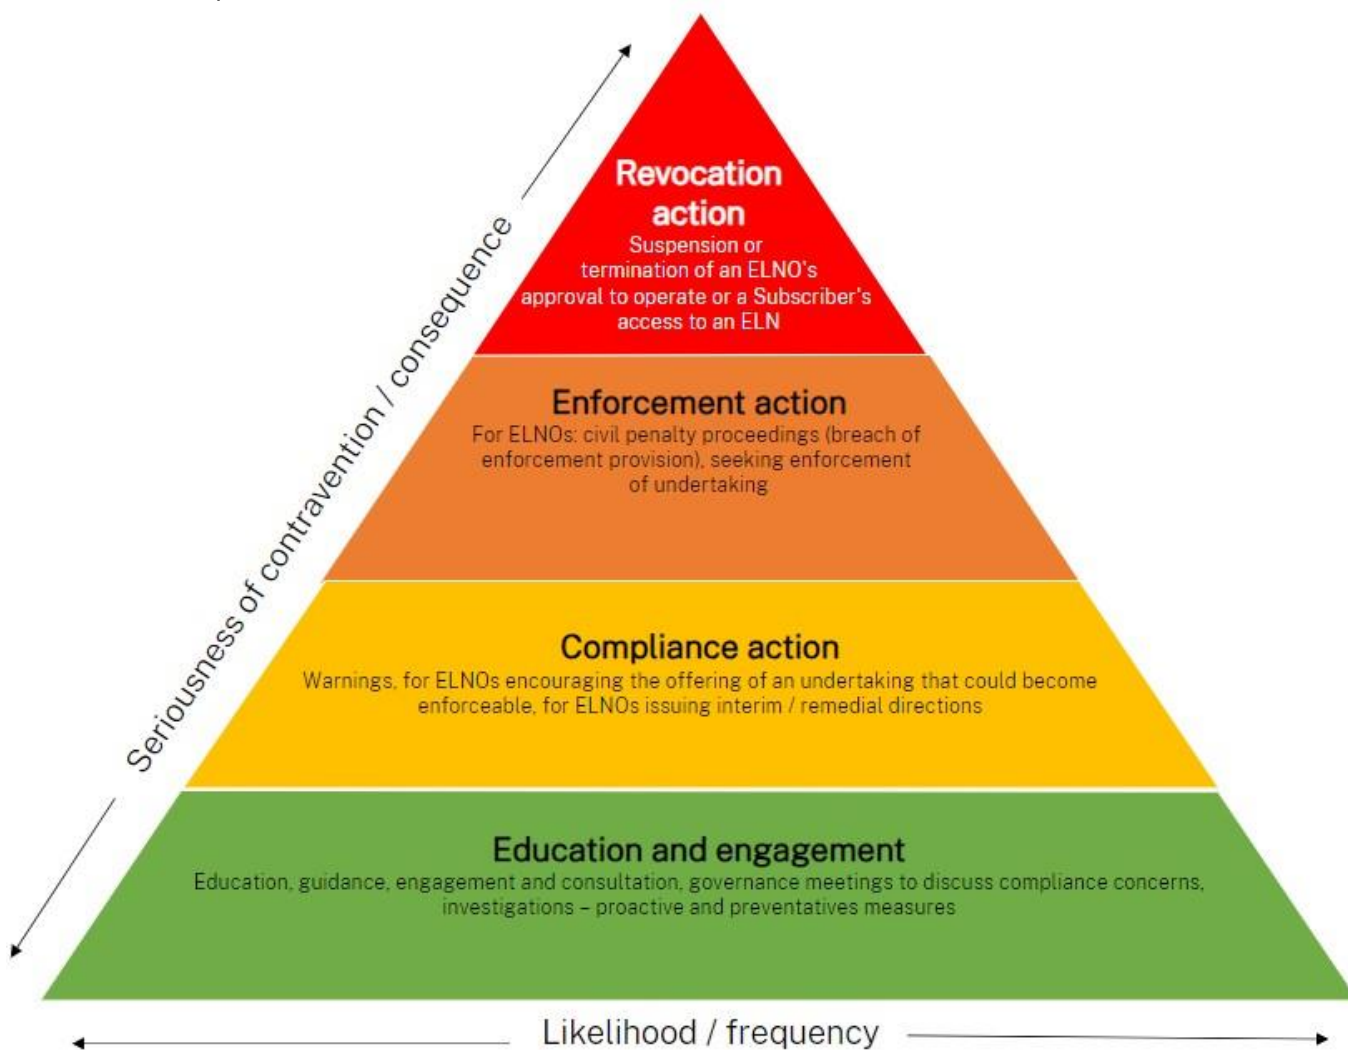 Revocation
action
Suspension or
termination of an ELNO's
approval to operate or a Subscriber's
access to an ELN
Enforcement action
For ELNOs: civil penalty proceedings (breach of
enforcement provision), seeking enforcement
of undertaking
Compliance action
Warnings, for ELNOs encouraging the offering of an undertaking that could become
enforceable, for ELNOs issuing interim / remedial directions
Education and engagement
Education, guidance, engagement and consultation, governance meetings to discuss compliance concerns,
investigations – proactive and preventatives measures
Seriousness of contravention / consequence
Likelihood / frequency